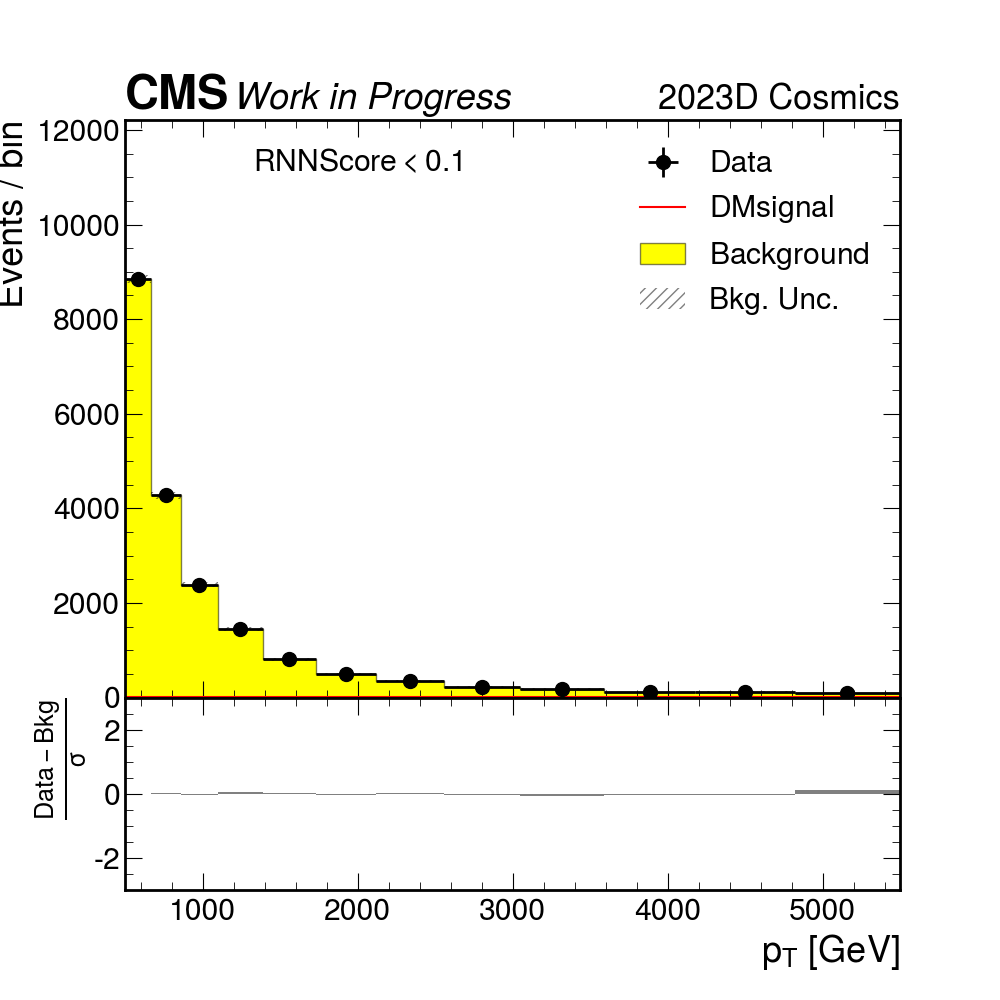 CMS Work in Progress 2023D Cosmics
Events / bin
12000
10000
8000
6000
4000
2000
0
RNNScore < 0.1
Data
DMsignal
Background
Bkg. Unc.
Data – Bkg
σ
2
0
-2
1000 2000 3000 4000 5000
pT [GeV]